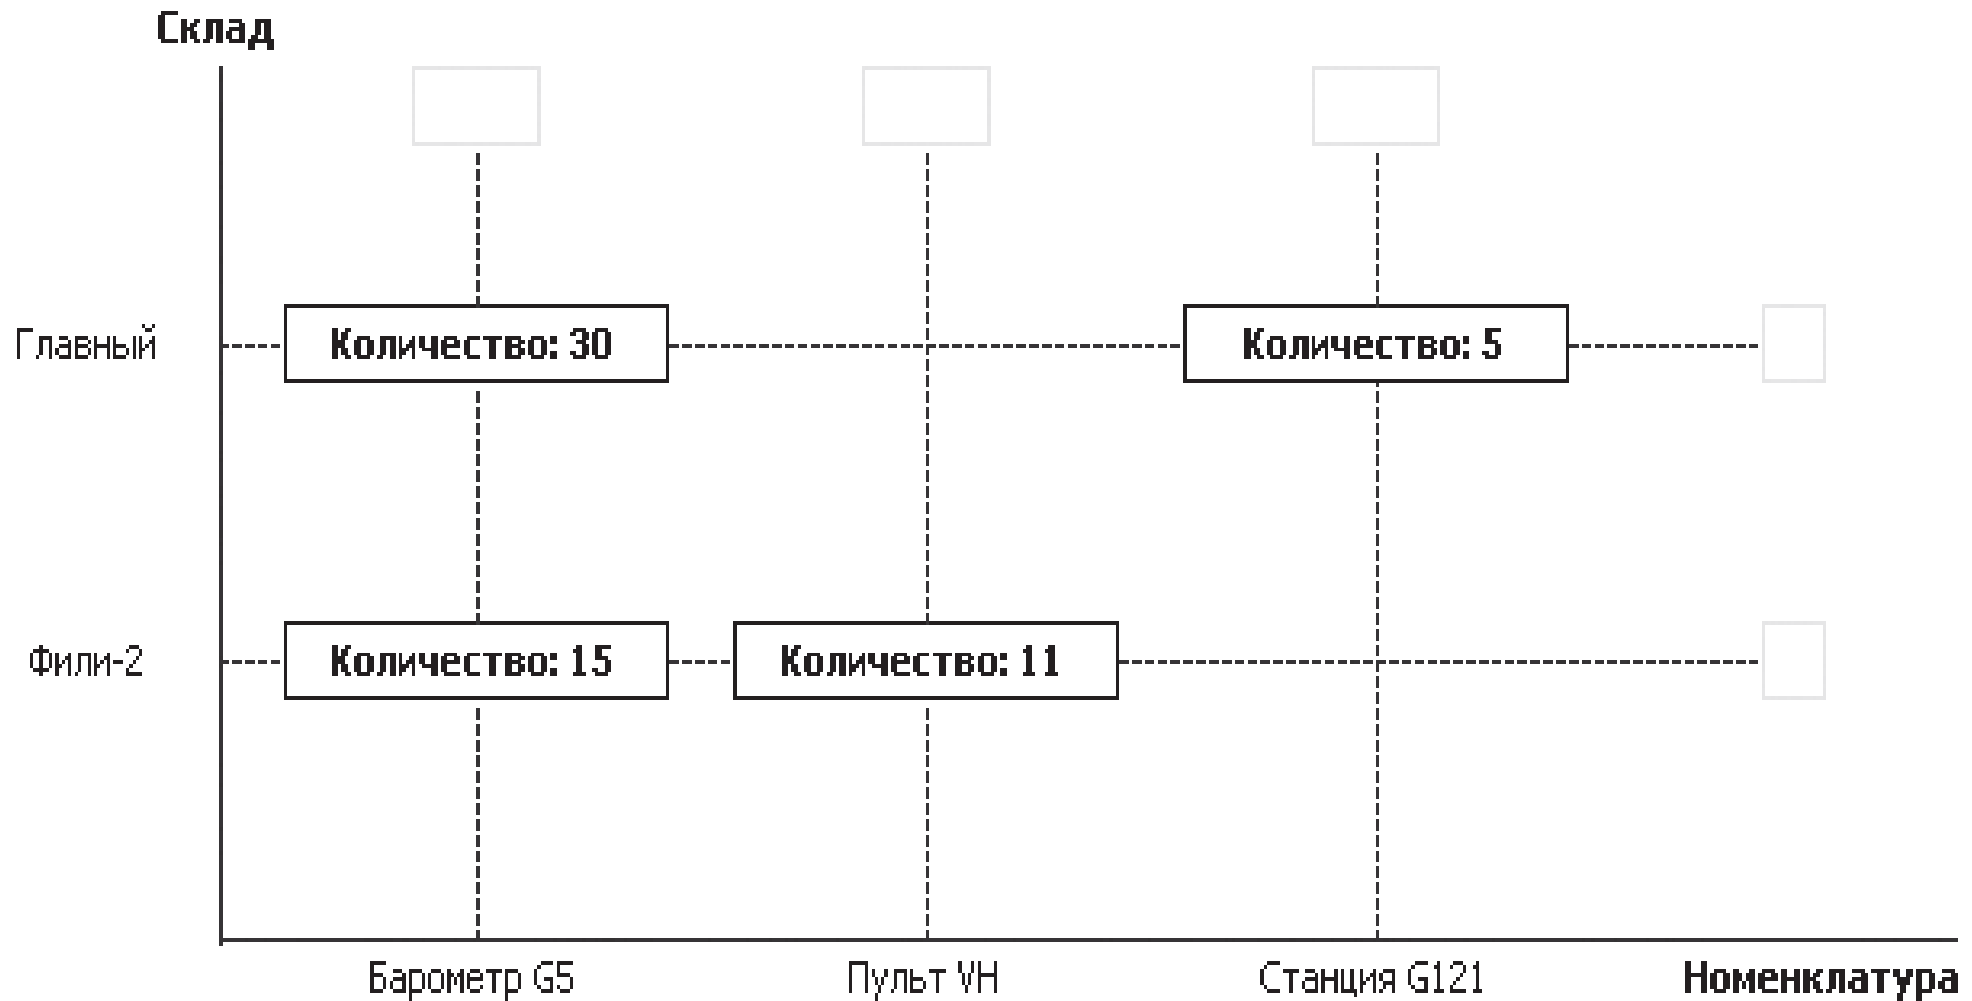 Склад
Главный
Количество: 30
Количество: 5
Фили-2
Количество: 15
Количество: 11
Барометр G5
Пульт VH
Станция G121
Номенклатура